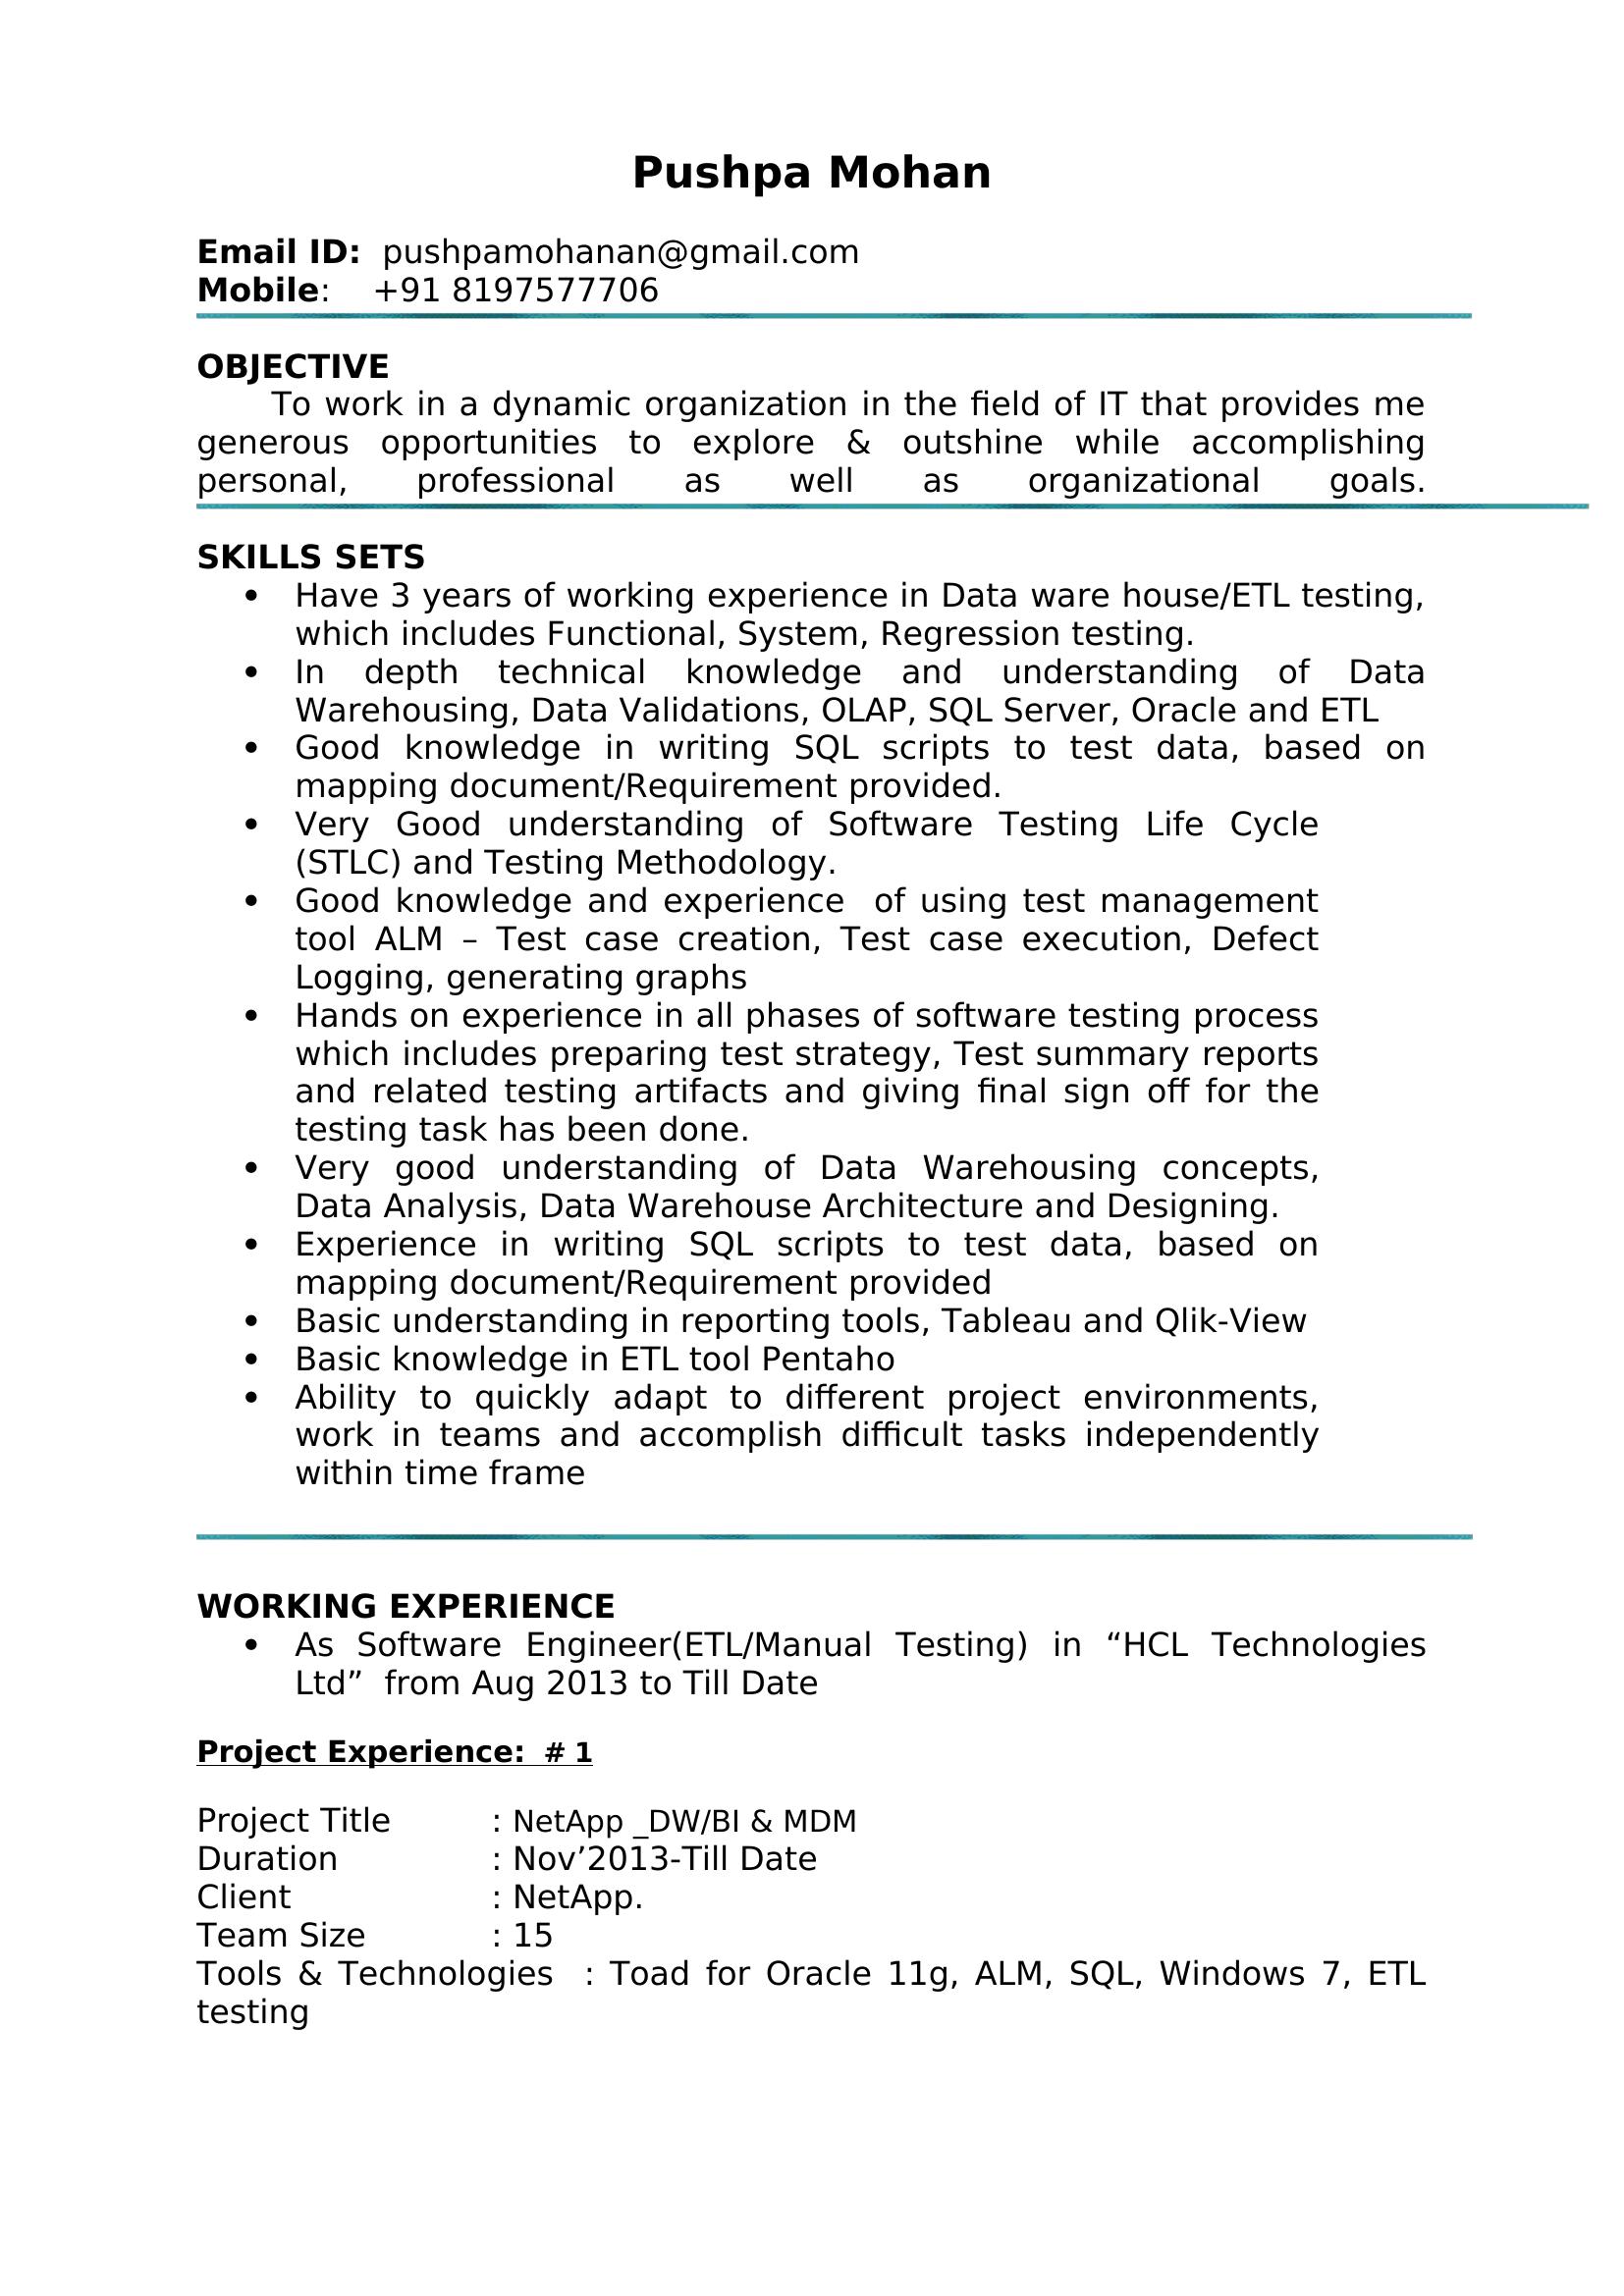 Pushpa Mohan
Email ID:  pushpamohanan@gmail.com
Mobile:    +91 8197577706
OBJECTIVE
To work in a dynamic organization in the field of IT that provides me
generous opportunities to explore & outshine while accomplishing
personal, professional as well as organizational goals.
SKILLS SETS
• Have 3 years of working experience in Data ware house/ETL testing,
which includes Functional, System, Regression testing.
• In depth technical knowledge and understanding of Data
Warehousing, Data Validations, OLAP, SQL Server, Oracle and ETL
• Good knowledge in writing SQL scripts to test data, based on
mapping document/Requirement provided.
• Very Good understanding of Software Testing Life Cycle
(STLC) and Testing Methodology.
• Good knowledge and experience  of using test management
tool ALM – Test case creation, Test case execution, Defect
Logging, generating graphs
• Hands on experience in all phases of software testing process
which includes preparing test strategy, Test summary reports
and related testing artifacts and giving final sign off for the
testing task has been done.
• Very good understanding of Data Warehousing concepts,
Data Analysis, Data Warehouse Architecture and Designing.
• Experience in writing SQL scripts to test data, based on
mapping document/Requirement provided
• Basic understanding in reporting tools, Tableau and Qlik-View
• Basic knowledge in ETL tool Pentaho
• Ability to quickly adapt to different project environments,
work in teams and accomplish difficult tasks independently
within time frame
WORKING EXPERIENCE
• As Software Engineer(ETL/Manual Testing) in “HCL Technologies
Ltd”  from Aug 2013 to Till Date
Project Experience:  # 1
Project Title : NetApp _DW/BI & MDM
Duration : Nov’2013-Till Date
Client : NetApp.
Team Size : 15
Tools & Technologies  : Toad for Oracle 11g, ALM, SQL, Windows 7, ETL
testing